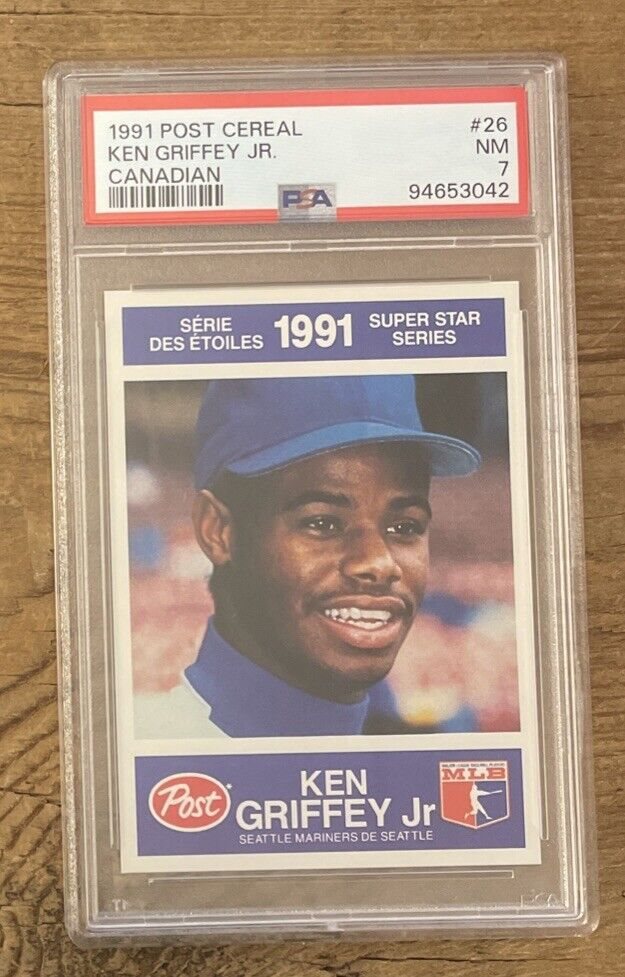 1991 POST CEREAL #26
KEN GRIFFEY JR. NM
CANADIAN 7
PSA 94653042
SÉRIE
DES ÉTOILES
1991
SUPER STAR
SERIES
Post
KEN
GRIFFEY Jr
SEATTLE MARINERS DE SEATTLE
MLB